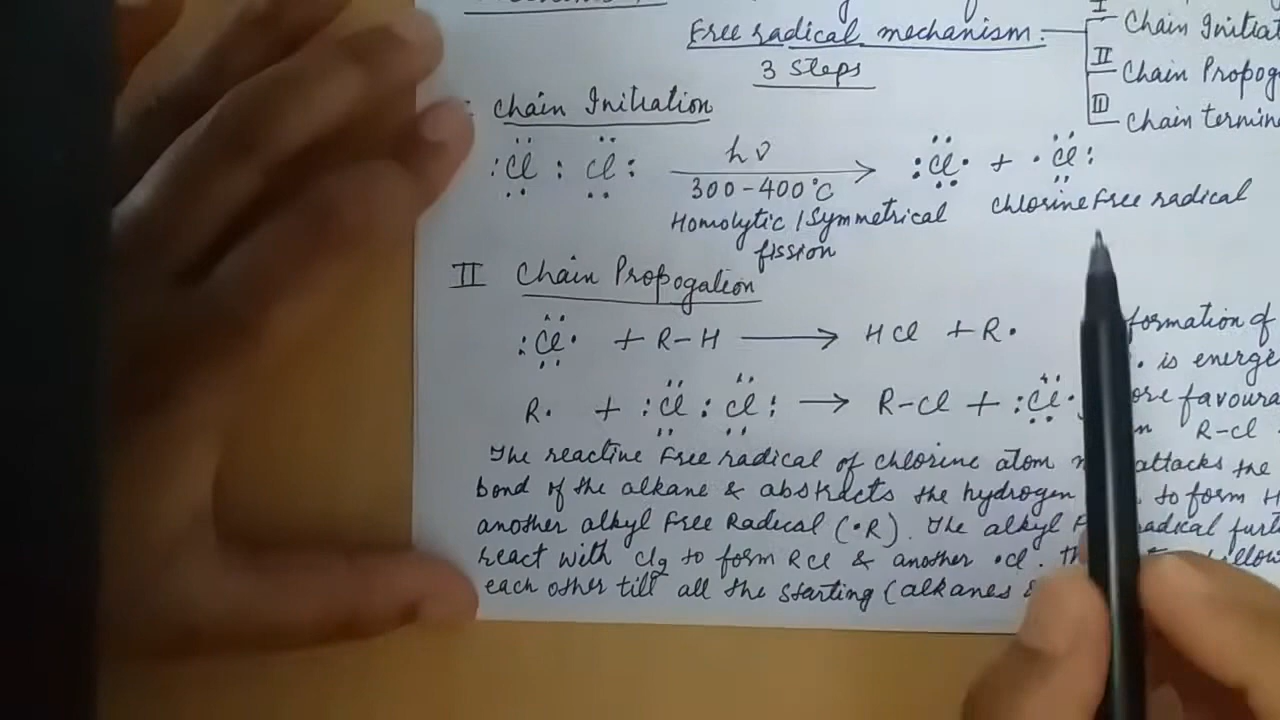 Free radical mechanism.
3 Steps
I Chain Initiat
II Chain Propog
III Chain termin
: Chain Initiation
:Cl : Cl: hν 300-400°C :Cl· + ·Cl:
Homolytic / Symmetrical fission
Chlorine Free radical
II Chain Propogation
:Cl· + R-H ⟶ HCl + R·
formation of
· is energe
R· + :Cl : Cl: → R-Cl + :Cl·
ore favoura
R-Cl
The reactive Free radical of chlorine atom attacks the
bond of the alkane & abstracts the hydrogen to form H
another alkyl Free Radical (·R). The alkyl F radical furt
react with Cl2 to form RCl & another ·Cl. Th
each other till all the starting (alkanes &